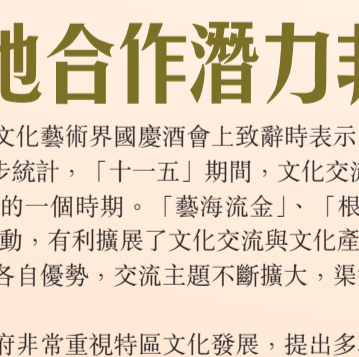 地合作潛力非
文化藝術界國慶酒會上致辭時表示
步統計，「十一五」期間，文化交流
的一個時期。「藝海流金」、「根
動，有利擴展了文化交流與文化產
各自優勢，交流主題不斷擴大，渠
府非常重視特區文化發展，提出多